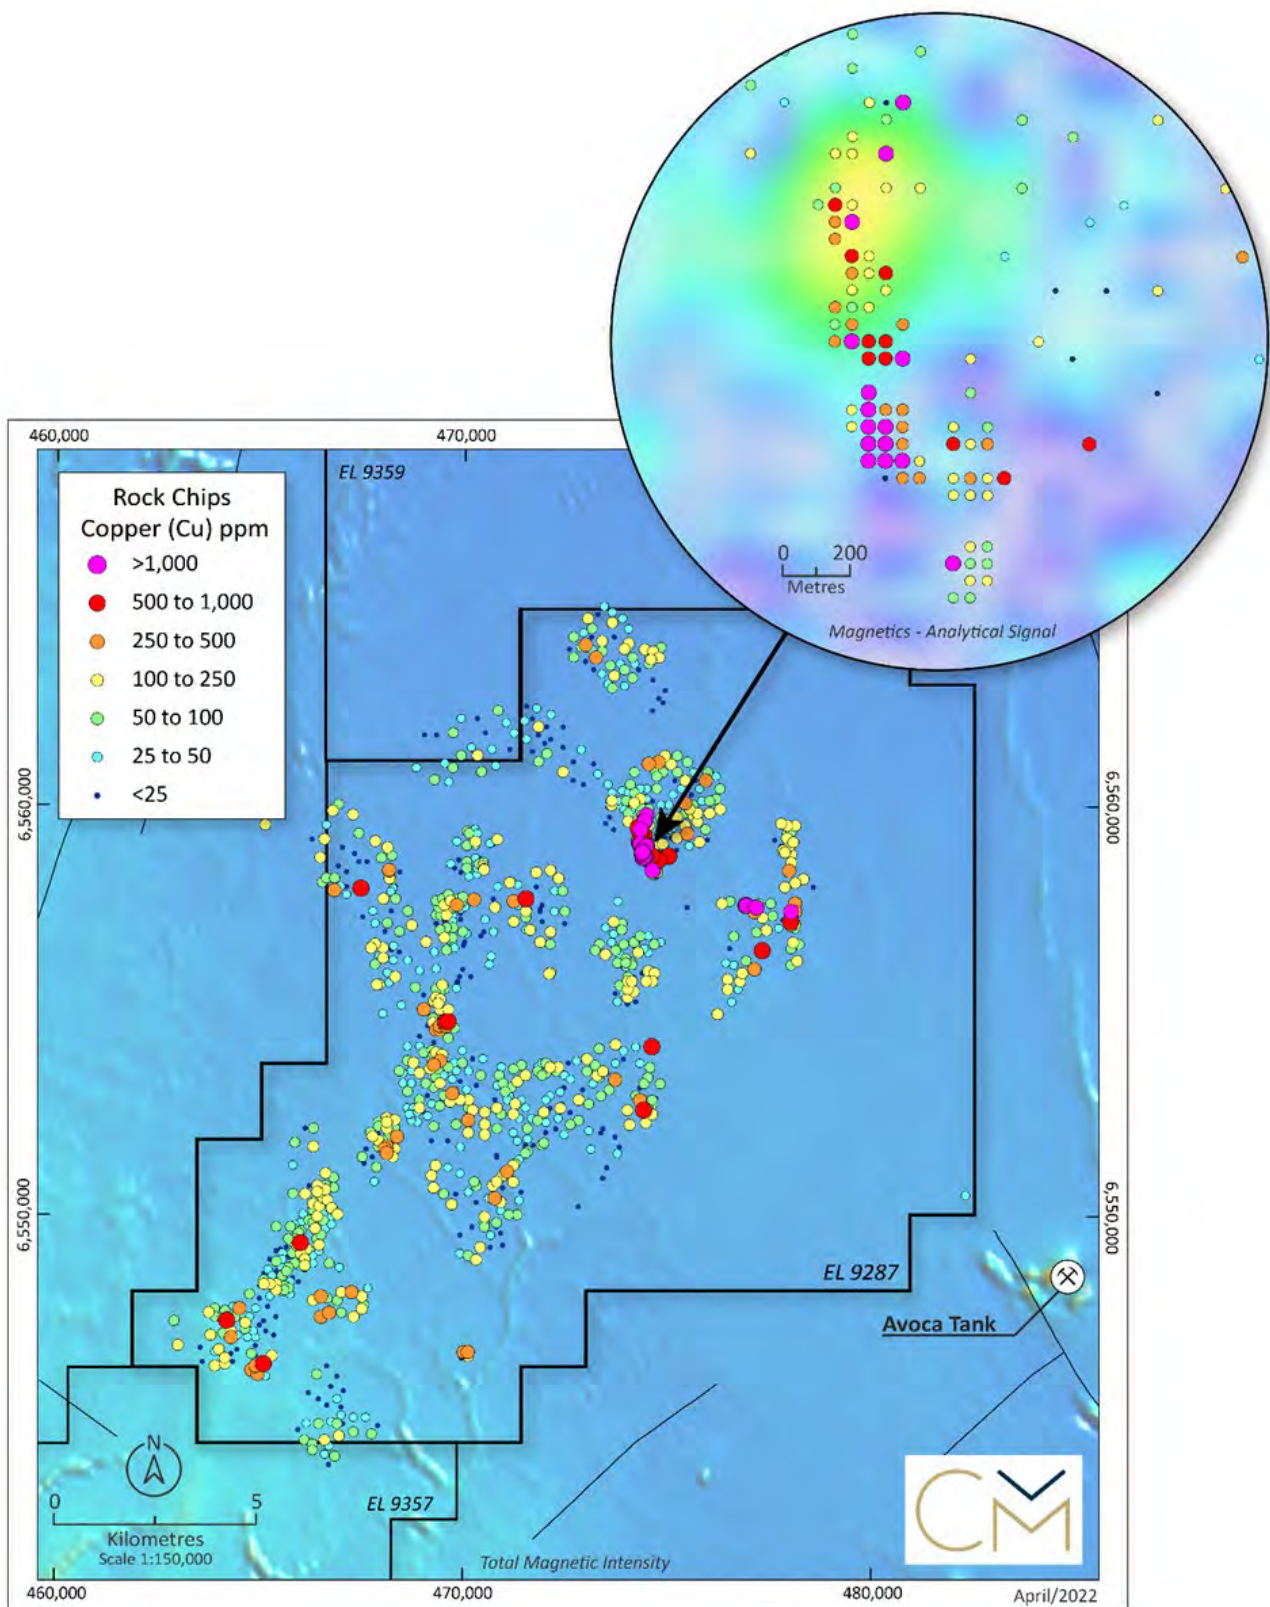 0 200
Metres
Magnetics - Analytical Signal
460,000 470,000
EL 9359
Rock Chips
Copper (Cu) ppm
>1,000
500 to 1,000
250 to 500
100 to 250
50 to 100
25 to 50
<25
6,560,000
6,560,000
6,550,000
6,550,000
EL 9287
Avoca Tank
N
0 5
Kilometres
Scale 1:150,000
EL 9357
Total Magnetic Intensity
CM
460,000 470,000 480,000
April/2022